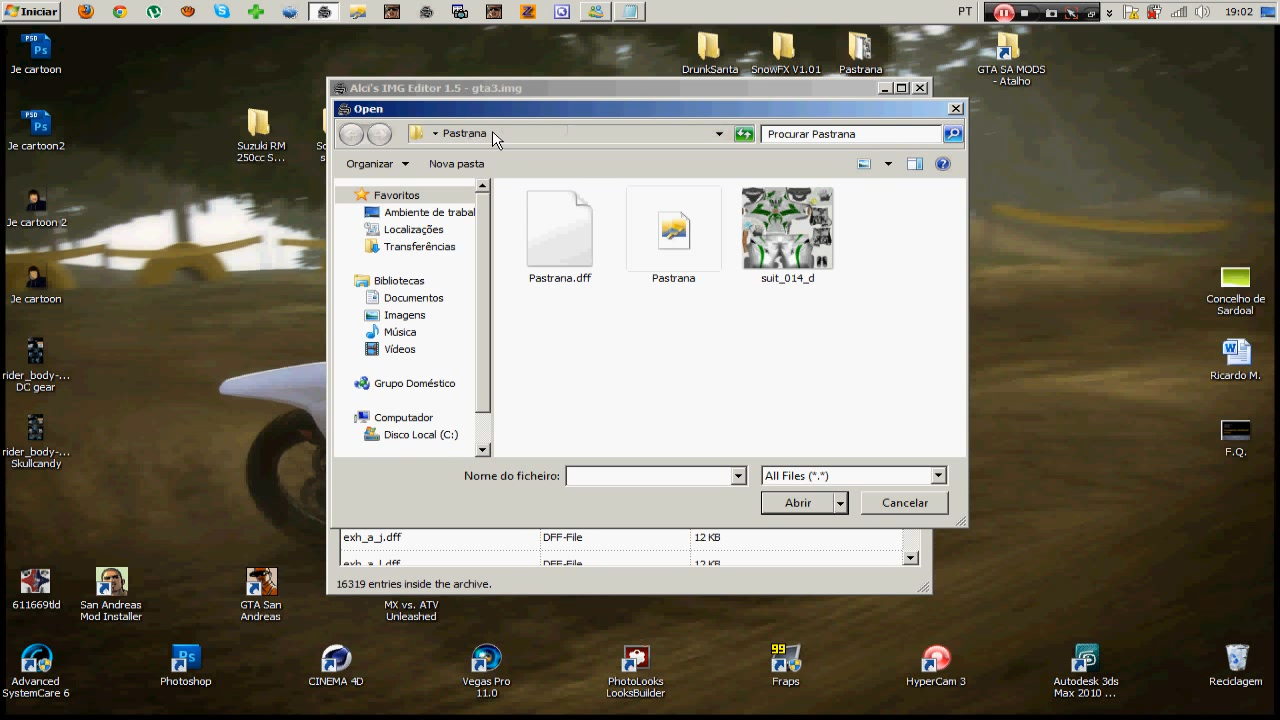 Iniciar
PT
19:02
Je cartoon
Je cartoon2
Je cartoon 2
Je cartoon
rider_body-...
DC gear
rider_body-...
Skullcandy
Suzuki RM
250cc S...
DrunkSanta
SnowFX V1.01
Pastrana
GTA SA MODS
- Atalho
Alci's IMG Editor 1.5 - gta3.img
Open
Pastrana
Procurar Pastrana
Organizar
Nova pasta
Favoritos
Ambiente de trabal
Localizações
Transferências
Bibliotecas
Documentos
Imagens
Música
Vídeos
Grupo Doméstico
Computador
Disco Local (C:)
Pastrana.dff
Pastrana
suit_014_d
Nome do ficheiro:
All Files (*.*)
Abrir
Cancelar
exh_a_j.dff
DFF-File
12 KB
exh_a_l.dff
DFF-File
12 KB
16319 entries inside the archive.
Concelho de
Sardoal
Ricardo M.
F.Q.
611669tld
San Andreas
Mod Installer
GTA San
Andreas
MX vs. ATV
Unleashed
Advanced
SystemCare 6
Photoshop
CINEMA 4D
Vegas Pro
11.0
PhotoLooks
LooksBuilder
99
Fraps
HyperCam 3
Autodesk 3ds
Max 2010 ...
Reciclagem